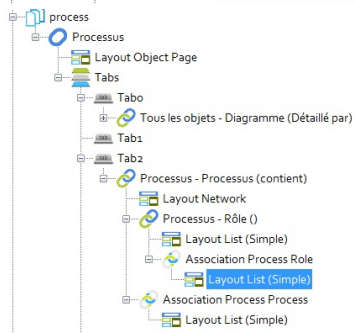 process
Processus
Layout Object Page
Tabs
Tab0
Tous les objets - Diagramme (Détaillé par)
Tab1
Tab2
Processus - Processus (contient)
Layout Network
Processus - Rôle ()
Layout List (Simple)
Association Process Role
Layout List (Simple)
Association Process Process
Layout List (Simple)